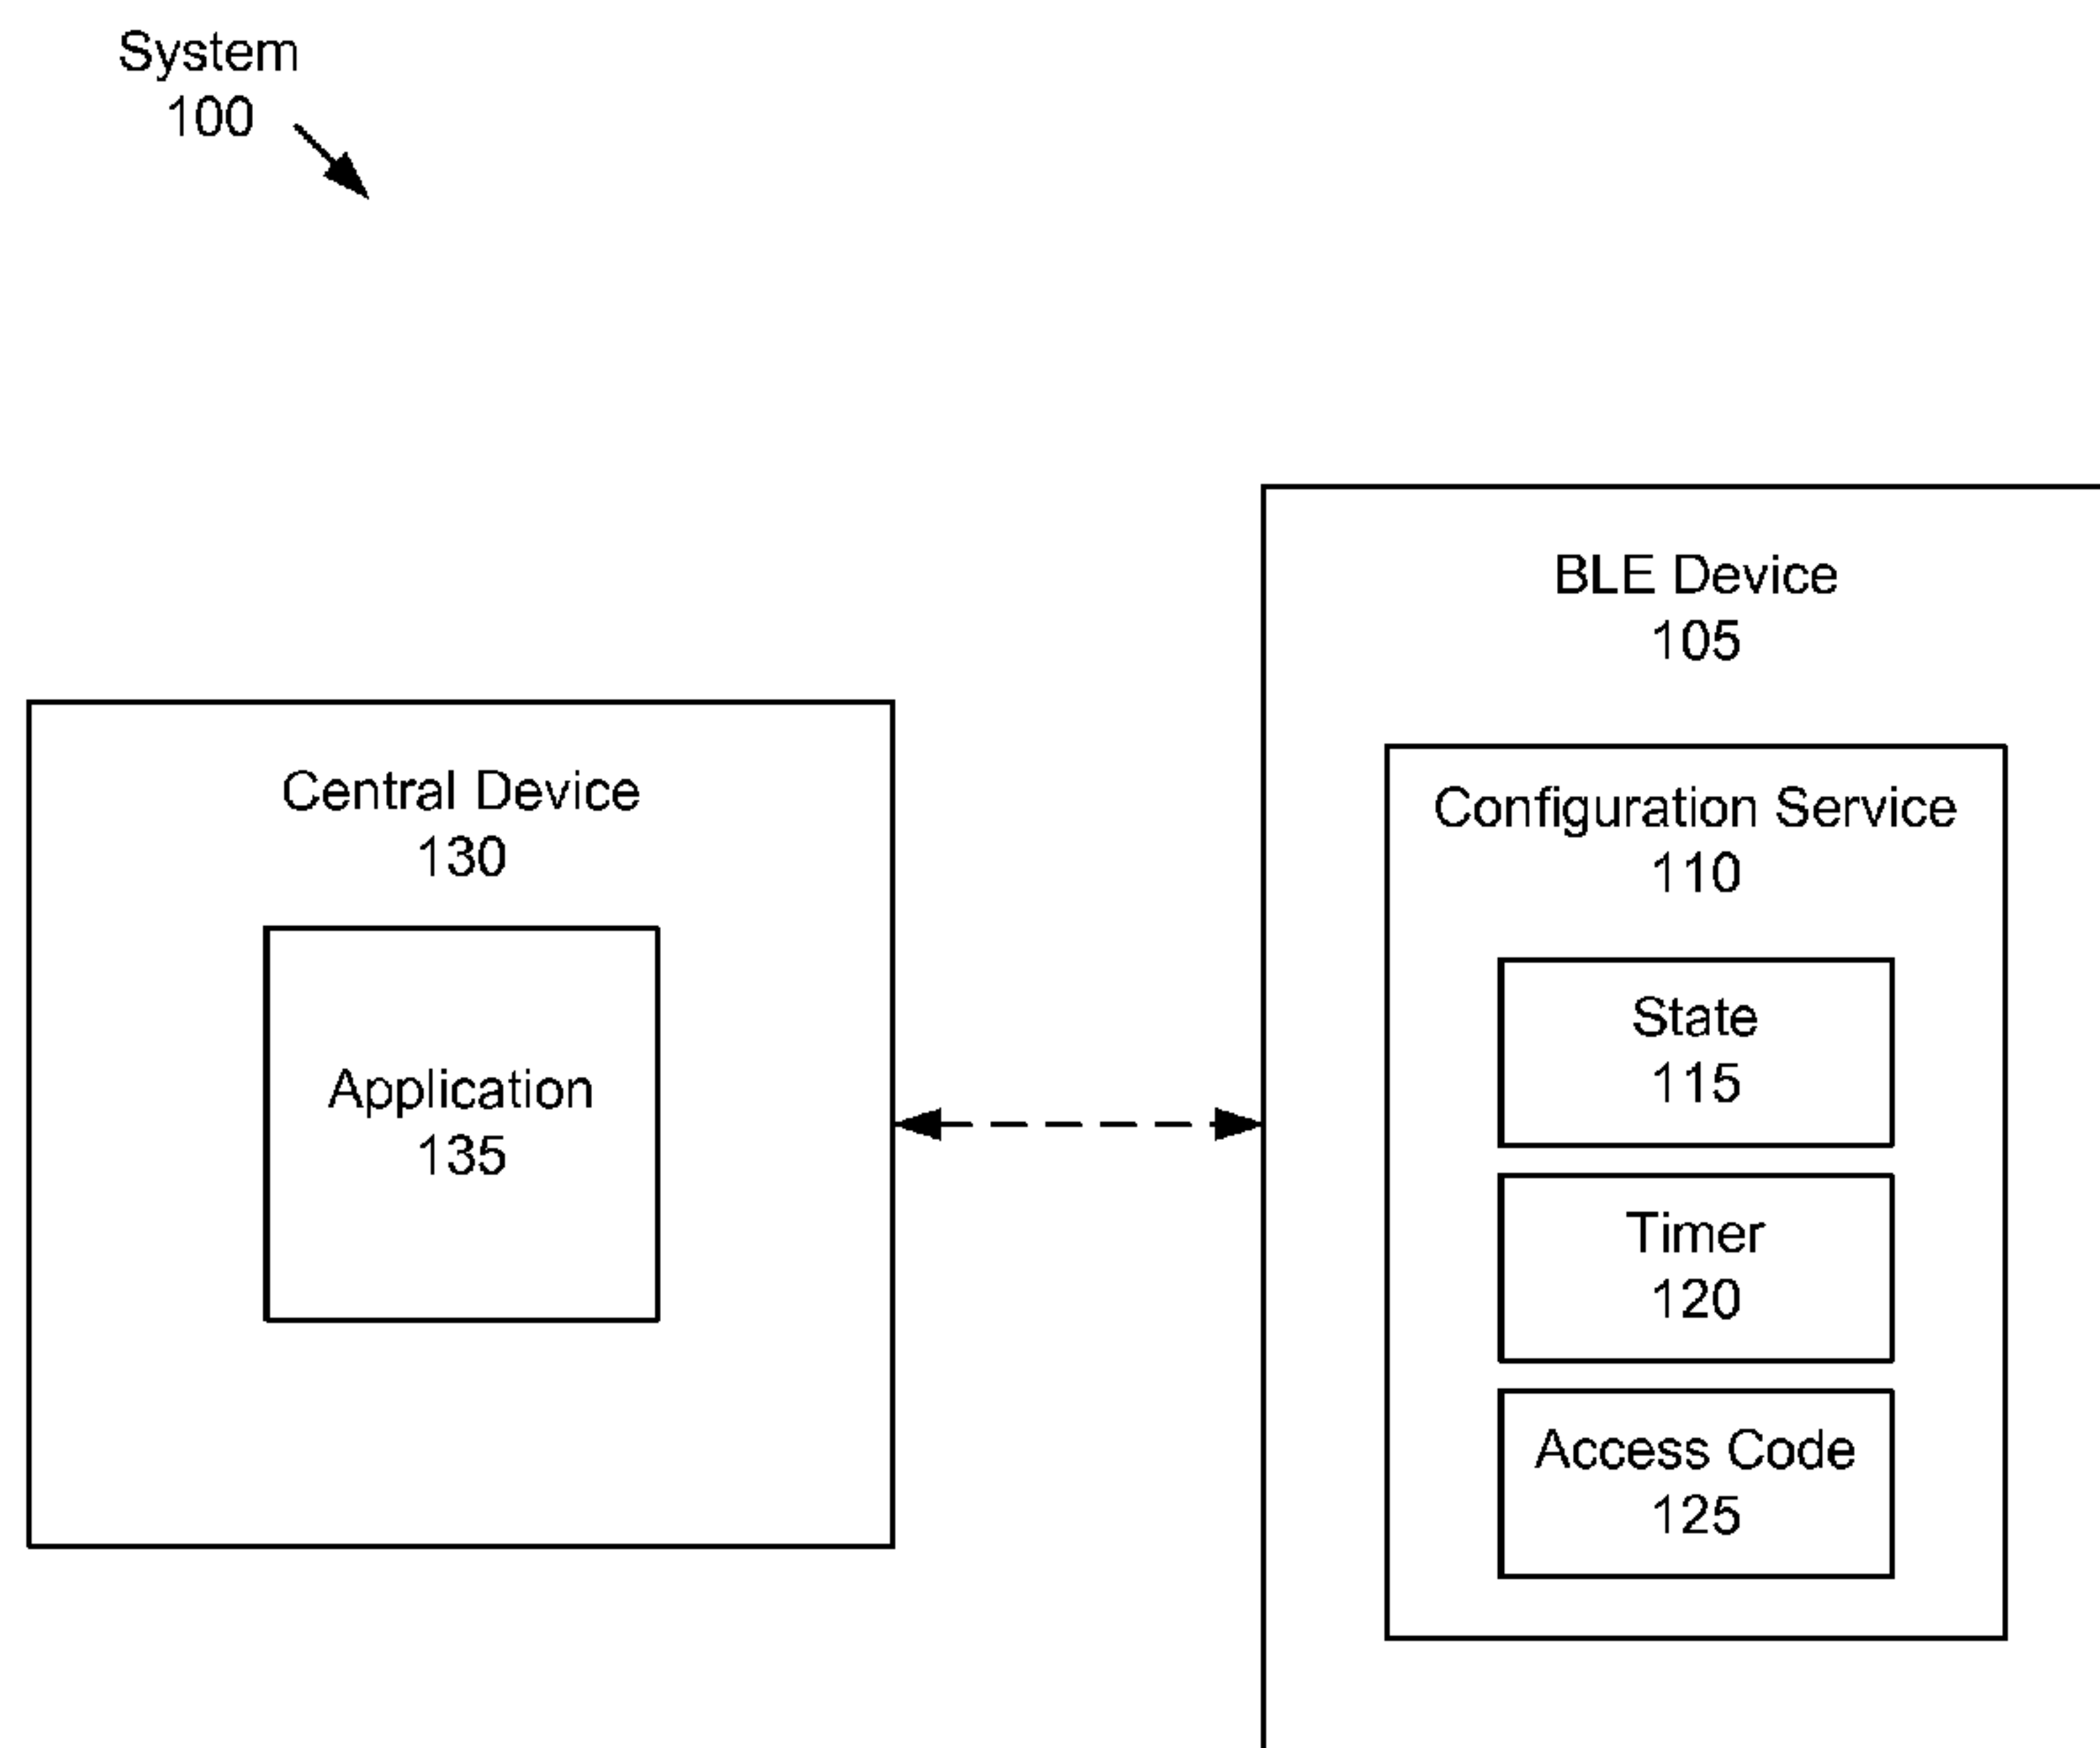 System
100
BLE Device
105
Central Device
130
Configuration Service
110
Application
135
State
115
Timer
120
Access Code
125